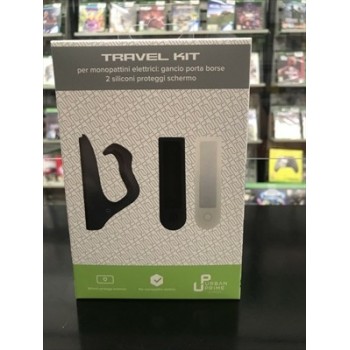 TRAVEL KIT
per monopattini elettrici: gancio porta borse
2 siliconi proteggi schermo
URBAN
PRIME